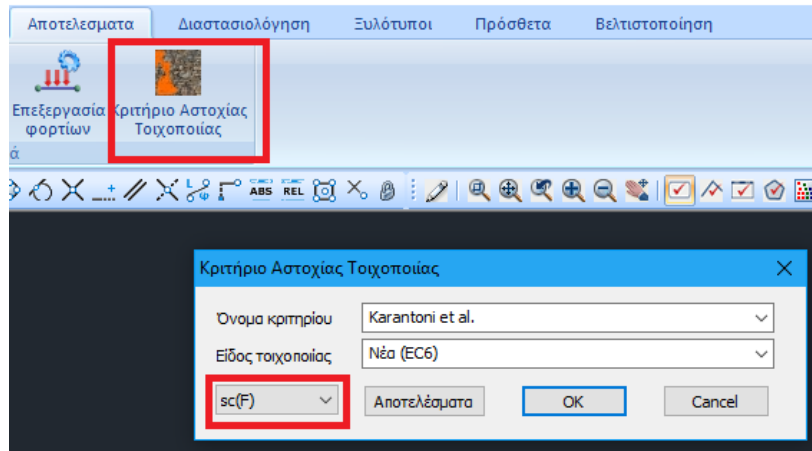 Αποτελεσματα Διαστασιολόγηση Ξυλότυποι Πρόσθετα Βελτιστοποίηση
Επεξεργασία Κριτήριο Αστοχίας
φορτίων Τοιχοποιίας
ά
ABS REL
Κριτήριο Αστοχίας Τοιχοποιίας
Όνομα κριτηρίου Karantoni et al.
Είδος τοιχοποιίας Νέα (EC6)
sc(F) Αποτελέσματα OK Cancel